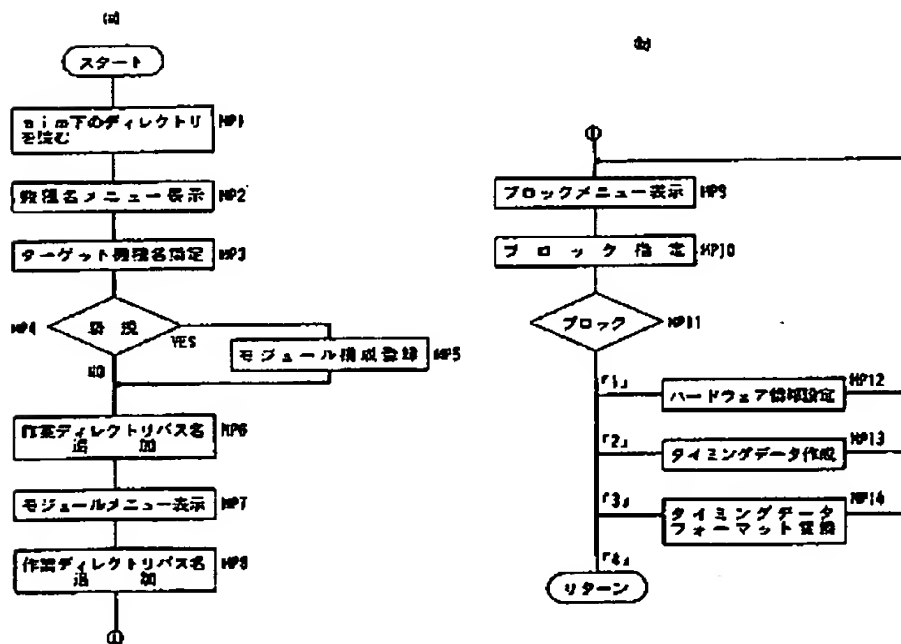 (a)
スタート
aim下のディレクトリ
を読む
MP1
機種名メニュー表示
MP2
ターゲット機種名指定
MP3
MP4
新規
YES
NO
モジュール構成登録
MP5
作業ディレクトリパス名
追加
MP6
モジュールメニュー表示
MP7
作業ディレクトリパス名
追加
MP8
①
(b)
①
ブロックメニュー表示
MP9
ブロック指定
MP10
ブロック
MP11
「1」
ハードウェア情報設定
MP12
「2」
タイミングデータ作成
MP13
「3」
タイミングデータ
フォーマット変換
MP14
「4」
リターン